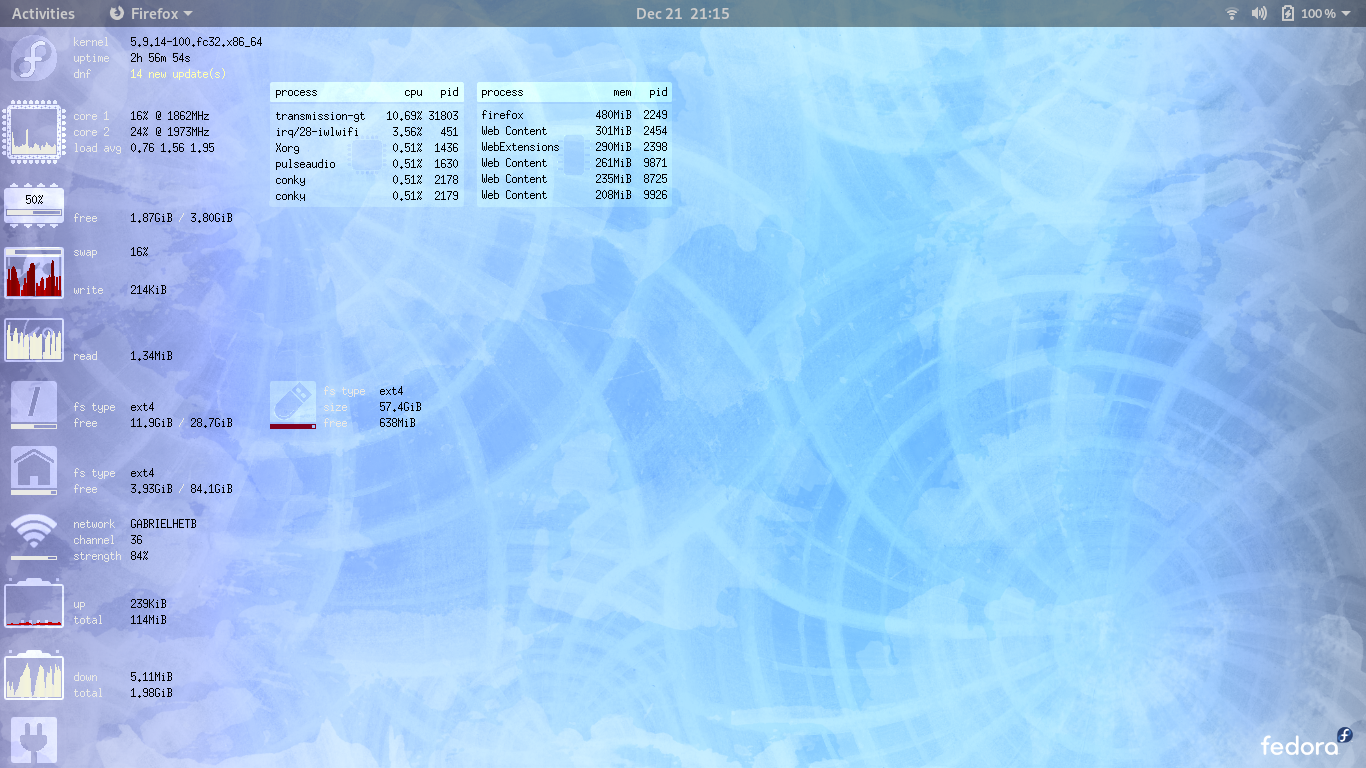 Activities Firefox Dec 21 21:15 100 %
kernel 5.9.14-100.fc32.x86_64
uptime 2h 56m 54s
dnf 14 new update(s)
process cpu pid
transmission-gt 10.69% 31803
irq/28-iwlwifi 3.56% 451
Xorg 0.51% 1436
pulseaudio 0.51% 1630
conky 0.51% 2178
conky 0.51% 2179
process mem pid
firefox 480MiB 2249
Web Content 301MiB 2454
WebExtensions 290MiB 2398
Web Content 261MiB 9871
Web Content 235MiB 8725
Web Content 208MiB 9926
core 1 16% @ 1862MHz
core 2 24% @ 1973MHz
load avg 0.76 1.56 1.95
50%
free 1.87GiB / 3.80GiB
swap 16%
write 214KiB
read 1.34MiB
fs type ext4
free 11.9GiB / 28.7GiB
fs type ext4
size 57.4GiB
free 638MiB
fs type ext4
free 3.93GiB / 84.1GiB
network GABRIELHETB
channel 36
strength 84%
up 239KiB
total 114MiB
down 5.11MiB
total 1.98GiB
fedora